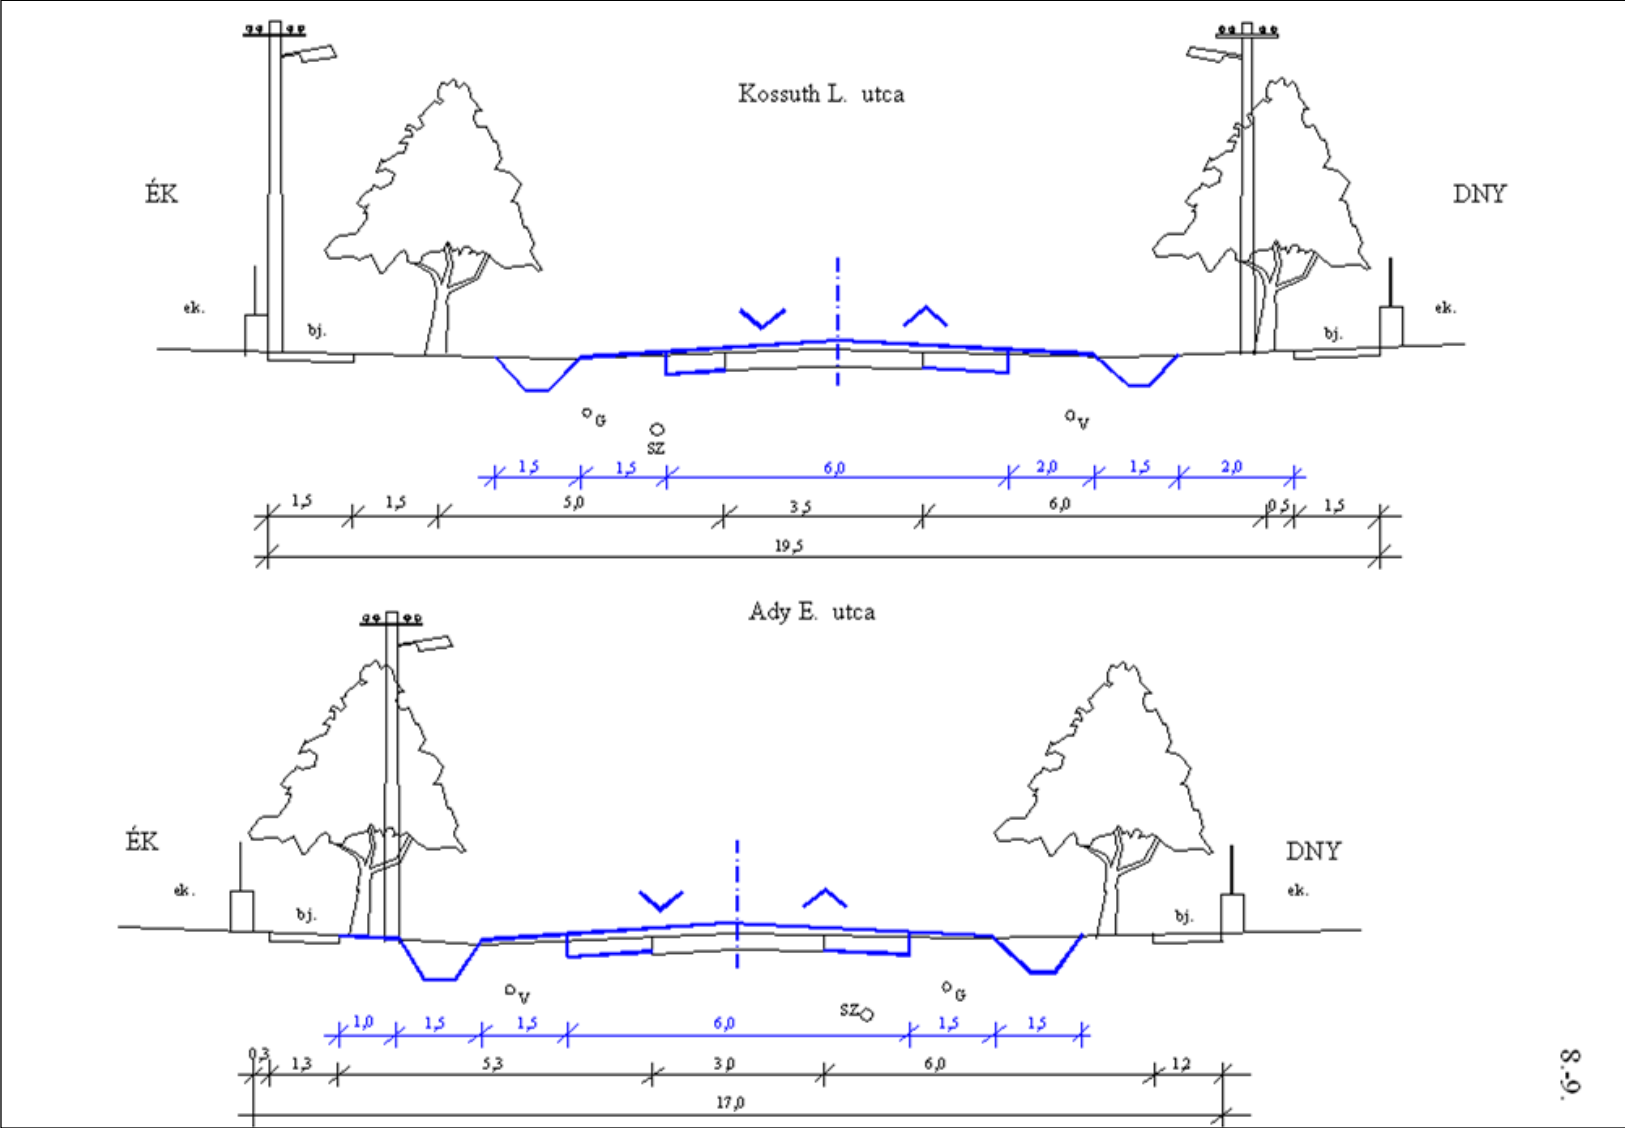 Kossuth L. utca
ÉK
DNY
ek.
bj.
bj.
ek.
G
SZ
V
1,5 1,5 6,0 2,0 1,5 2,0
1,5 1,5 5,0 3,5 6,0 0,5 1,5
19,5
Ady E. utca
ÉK
DNY
ek.
bj.
bj.
ek.
V
SZ
G
1,0 1,5 1,5 6,0 1,5 1,5
0,3 1,3 5,3 3,0 6,0 1,2
17,0
8.-9.